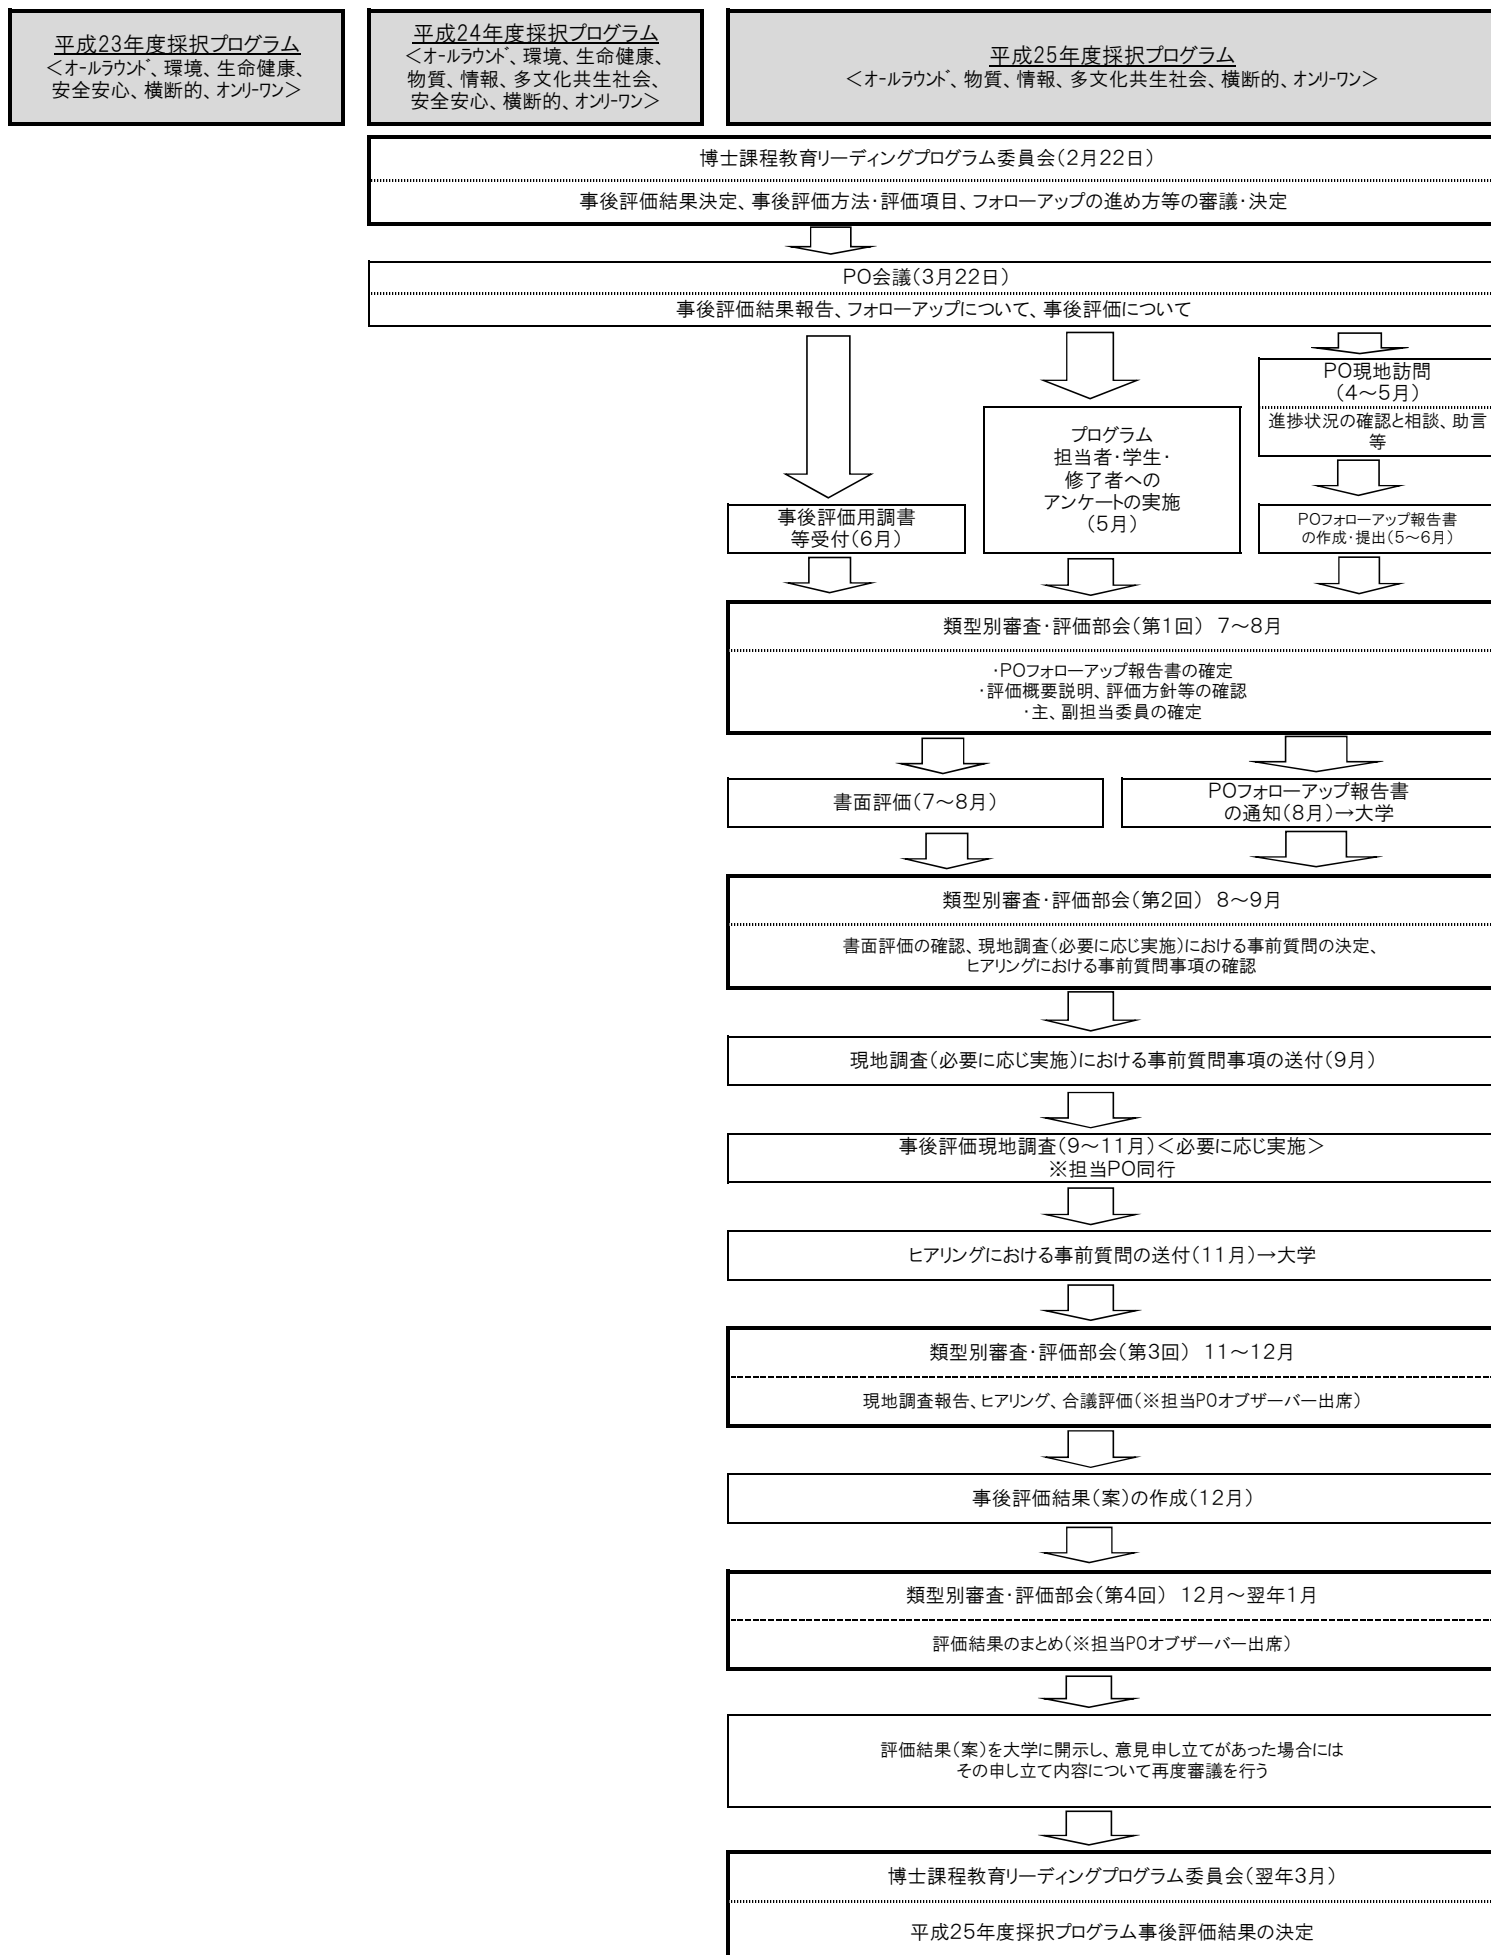 平成23年度採択プログラム
<オールラウンド、環境、生命健康、
安全安心、横断的、オンリーワン>
平成24年度採択プログラム
<オールラウンド、環境、生命健康、
物質、情報、多文化共生社会、
安全安心、横断的、オンリーワン>
平成25年度採択プログラム
<オールラウンド、物質、情報、多文化共生社会、横断的、オンリーワン>
博士課程教育リーディングプログラム委員会(2月22日)
事後評価結果決定、事後評価方法・評価項目、フォローアップの進め方等の審議・決定
PO会議(3月22日)
事後評価結果報告、フォローアップについて、事後評価について
PO現地訪問
(4~5月)
進捗状況の確認と相談、助言
等
プログラム
担当者・学生・
修了者への
アンケートの実施
(5月)
事後評価用調書
等受付(6月)
POフォローアップ報告書
の作成・提出(5~6月)
類型別審査・評価部会(第1回) 7~8月
・POフォローアップ報告書の確定
・評価概要説明、評価方針等の確認
・主、副担当委員の確定
書面評価(7~8月)
POフォローアップ報告書
の通知(8月)→大学
類型別審査・評価部会(第2回) 8~9月
書面評価の確認、現地調査(必要に応じ実施)における事前質問の決定、
ヒアリングにおける事前質問事項の確認
現地調査(必要に応じ実施)における事前質問事項の送付(9月)
事後評価現地調査(9~11月)<必要に応じ実施>
※担当PO同行
ヒアリングにおける事前質問の送付(11月)→大学
類型別審査・評価部会(第3回) 11~12月
現地調査報告、ヒアリング、合議評価(※担当POオブザーバー出席)
事後評価結果(案)の作成(12月)
類型別審査・評価部会(第4回) 12月~翌年1月
評価結果のまとめ(※担当POオブザーバー出席)
評価結果(案)を大学に開示し、意見申し立てがあった場合には
その申し立て内容について再度審議を行う
博士課程教育リーディングプログラム委員会(翌年3月)
平成25年度採択プログラム事後評価結果の決定